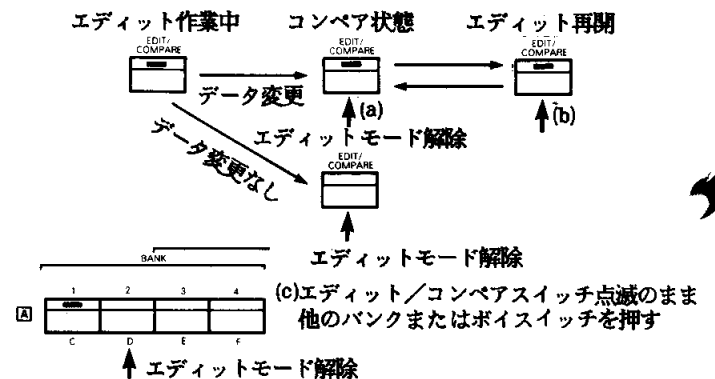 エディット作業中
コンペア状態
エディット再開
EDIT/
COMPARE
EDIT/
COMPARE
EDIT/
COMPARE
データ変更
(a)
(b)
エディットモード解除
データ変更なし
EDIT/
COMPARE
エディットモード解除
BANK
1 2 3 4
A
C D E F
(c)エディット／コンペアスイッチ点滅のまま
他のバンクまたはボイスイッチを押す
エディットモード解除